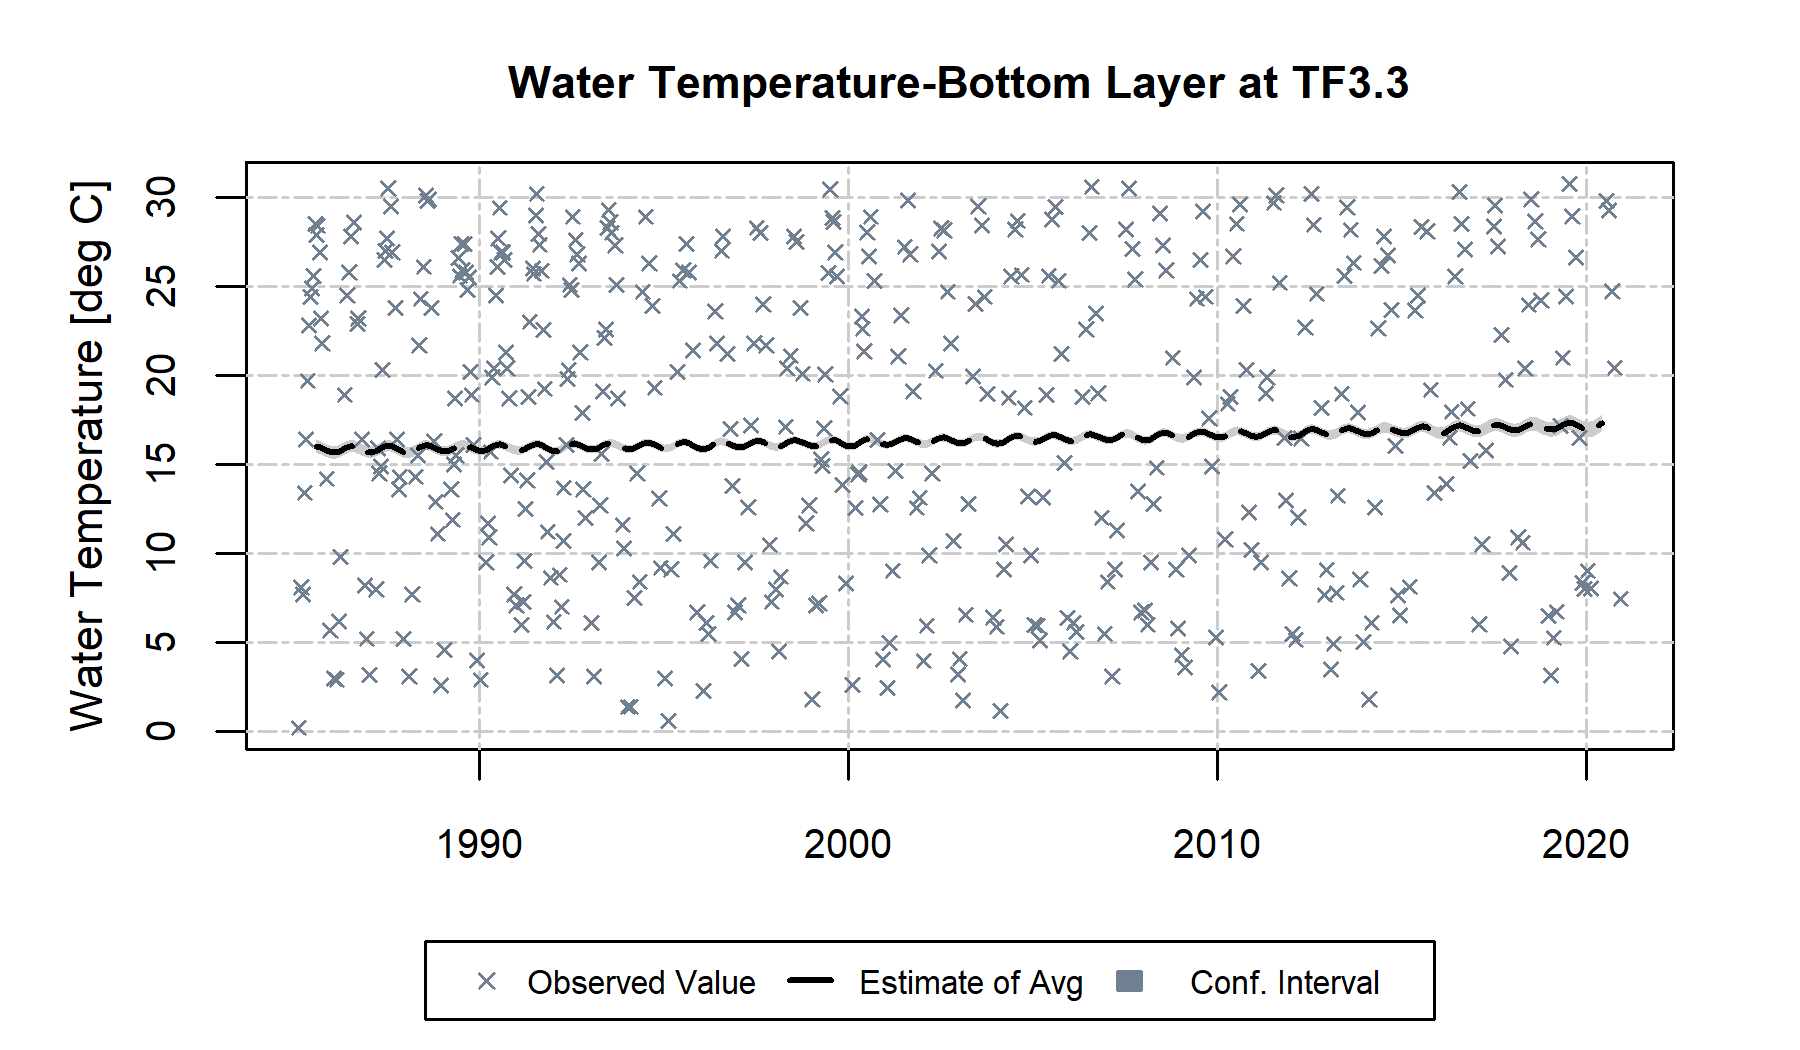 Water Temperature-Bottom Layer at TF3.3
Water Temperature [deg C]
30
25
20
15
10
5
0
1990 2000 2010 2020
Observed Value Estimate of Avg Conf. Interval